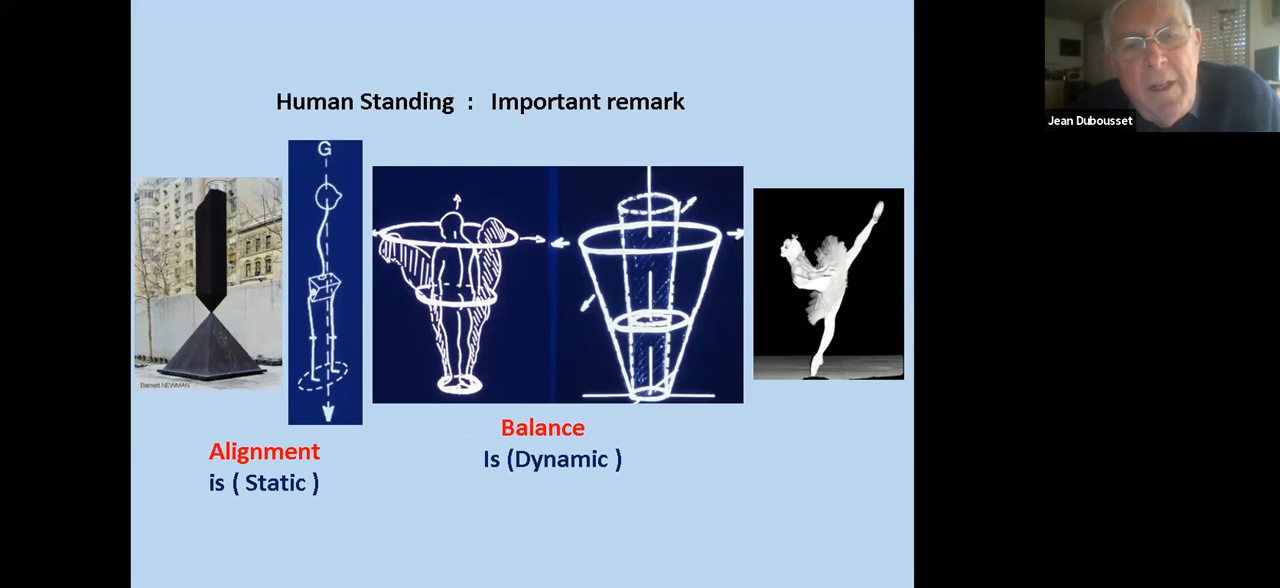 Human Standing : Important remark
Jean Dubousset
G
Barnett NEWMAN
Alignment
is ( Static )
Balance
Is (Dynamic )